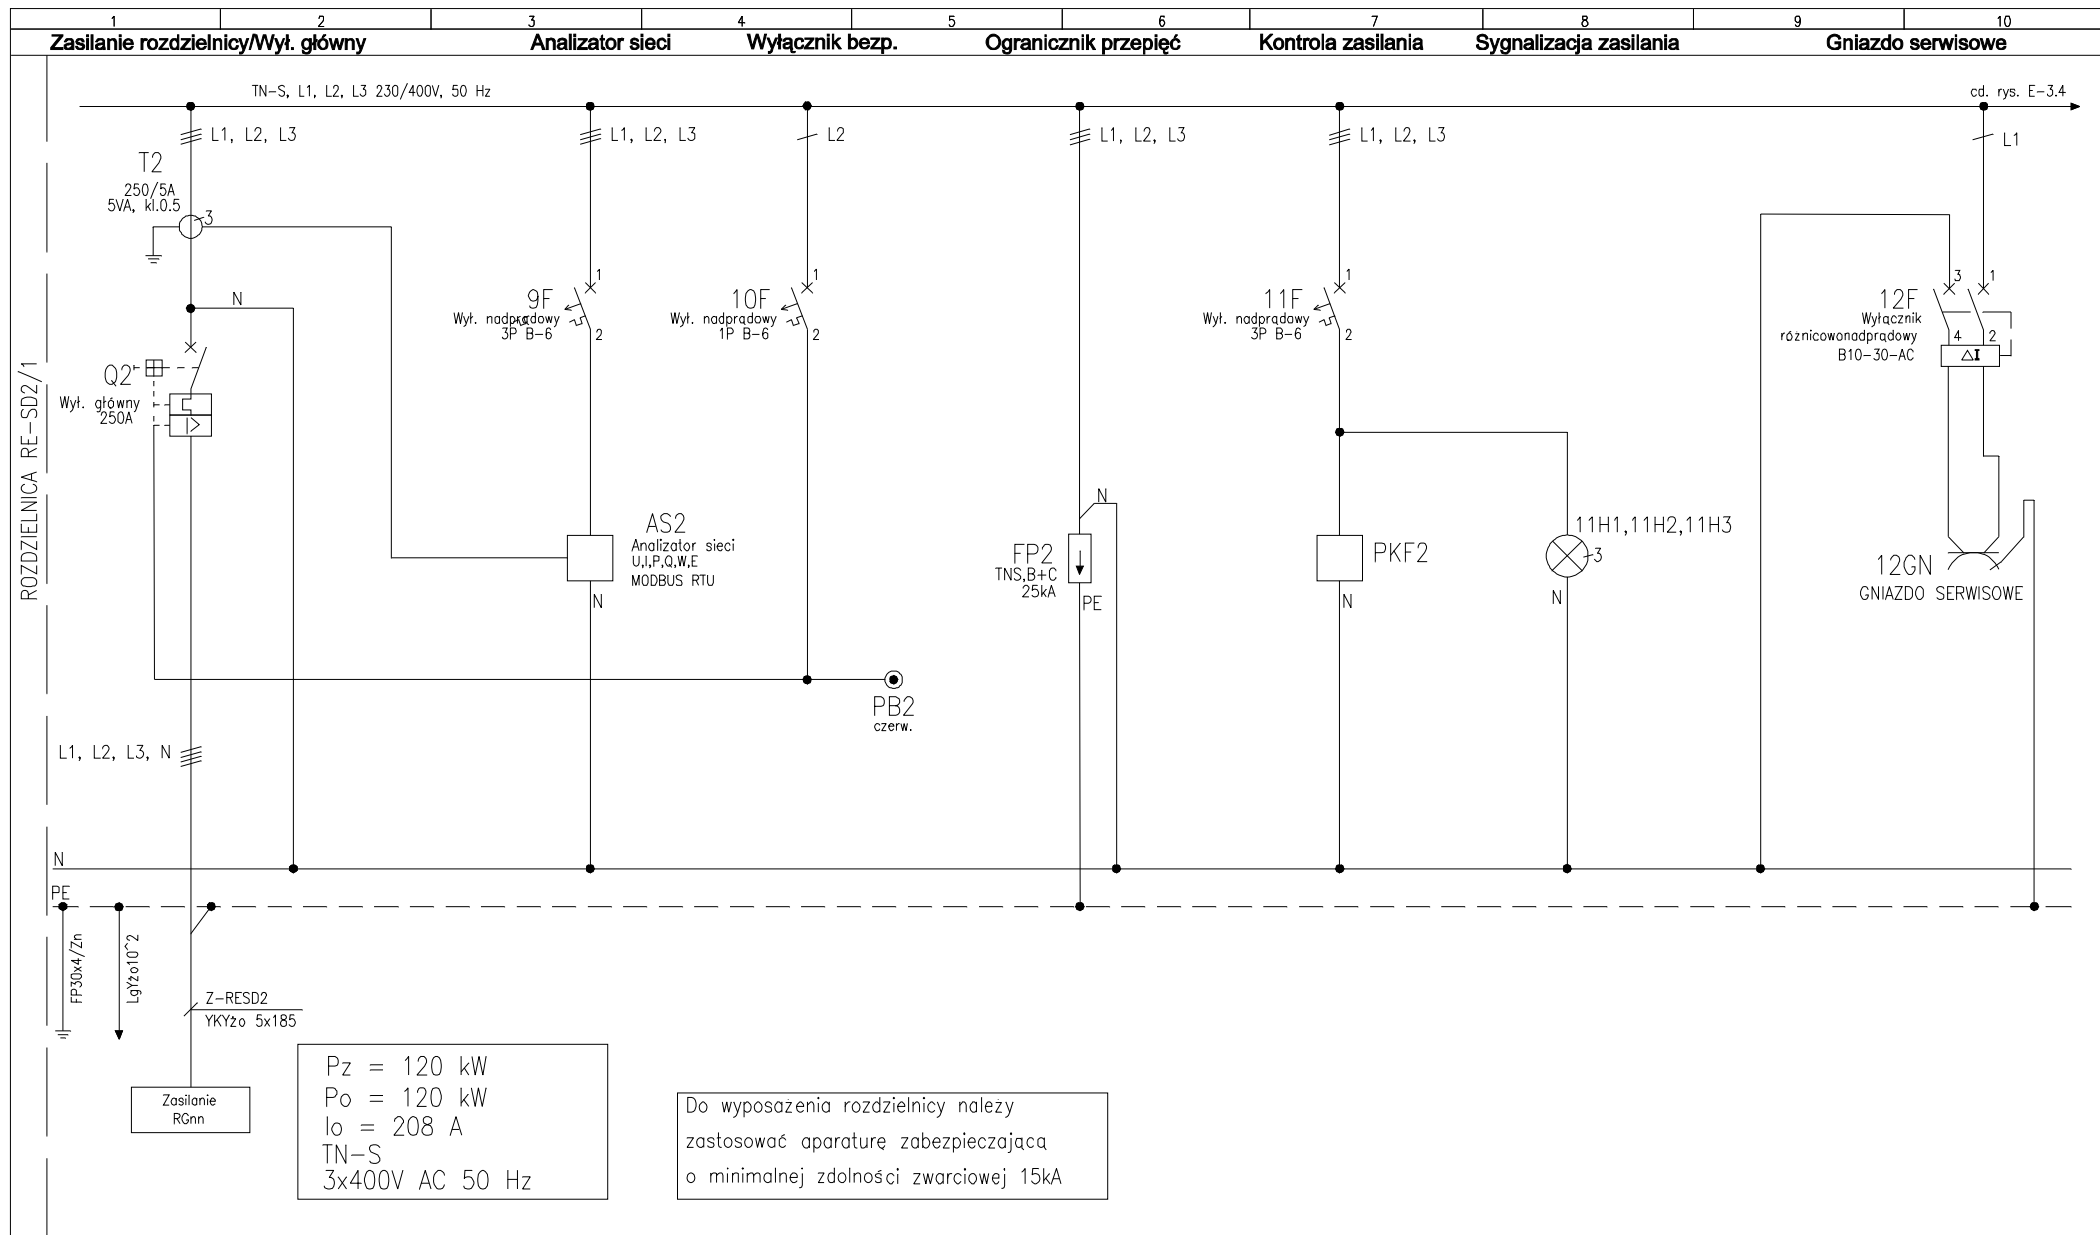 1 2 3 4 5 6 7 8 9 10
Zasilanie rozdzielnicy/Wył. główny
Analizator sieci
Wyłącznik bezp.
Ogranicznik przepięć
Kontrola zasilania
Sygnalizacja zasilania
Gniazdo serwisowe
TN-S, L1, L2, L3 230/400V, 50 Hz
cd. rys. E-3.4
L1, L2, L3
L1, L2, L3
L2
L1, L2, L3
L1, L2, L3
L1
T2
250/5A
5VA, kl.0.5
3
N
Q2
Wył. główny
250A
ROZDZIELNICA RE-SD2/1
1
9F
Wył. nadprądowy
3P B-6
2
1
10F
Wył. nadprądowy
1P B-6
2
1
11F
Wył. nadprądowy
3P B-6
2
3
1
12F
Wyłącznik
różnicowonadprądowy
B10-30-AC
4
2
ΔI
AS2
Analizator sieci
U,I,P,Q,W,E
MODBUS RTU
N
N
FP2
TNS,B+C
25kA
PE
PKF2
N
11H1,11H2,11H3
3
N
12GN
GNIAZDO SERWISOWE
PB2
czerw.
L1, L2, L3, N
N
PE
FP30x4/Zn
LgYżo10^2
Z-RESD2
YKYżo 5x185
Zasilanie
RGnn
Pz = 120 kW
Po = 120 kW
Io = 208 A
TN-S
3x400V AC 50 Hz
Do wyposażenia rozdzielnicy należy
zastosować aparaturę zabezpieczającą
o minimalnej zdolności zwarciowej 15kA